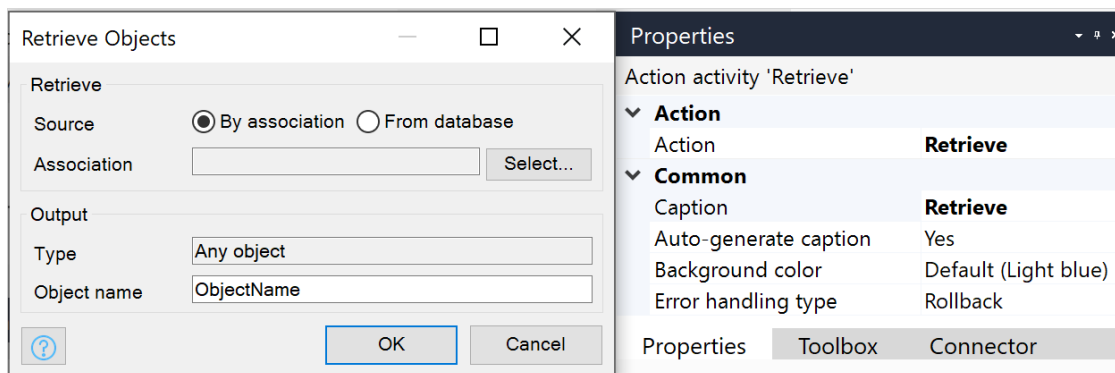 Retrieve Objects
Retrieve
Source By association From database
Association Select...
Output
Type Any object
Object name ObjectName
? OK Cancel
Properties
Action activity 'Retrieve'
Action
Action Retrieve
Common
Caption Retrieve
Auto-generate caption Yes
Background color Default (Light blue)
Error handling type Rollback
Properties Toolbox Connector